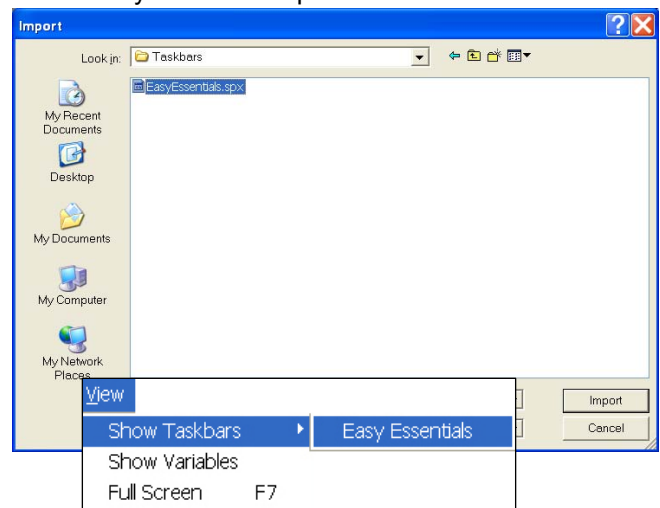 Import
Look in: Taskbars
EasyEssentials.spx
My Recent
Documents
Desktop
My Documents
My Computer
My Network
Places
Import
Cancel
View
Show Taskbars Easy Essentials
Show Variables
Full Screen F7